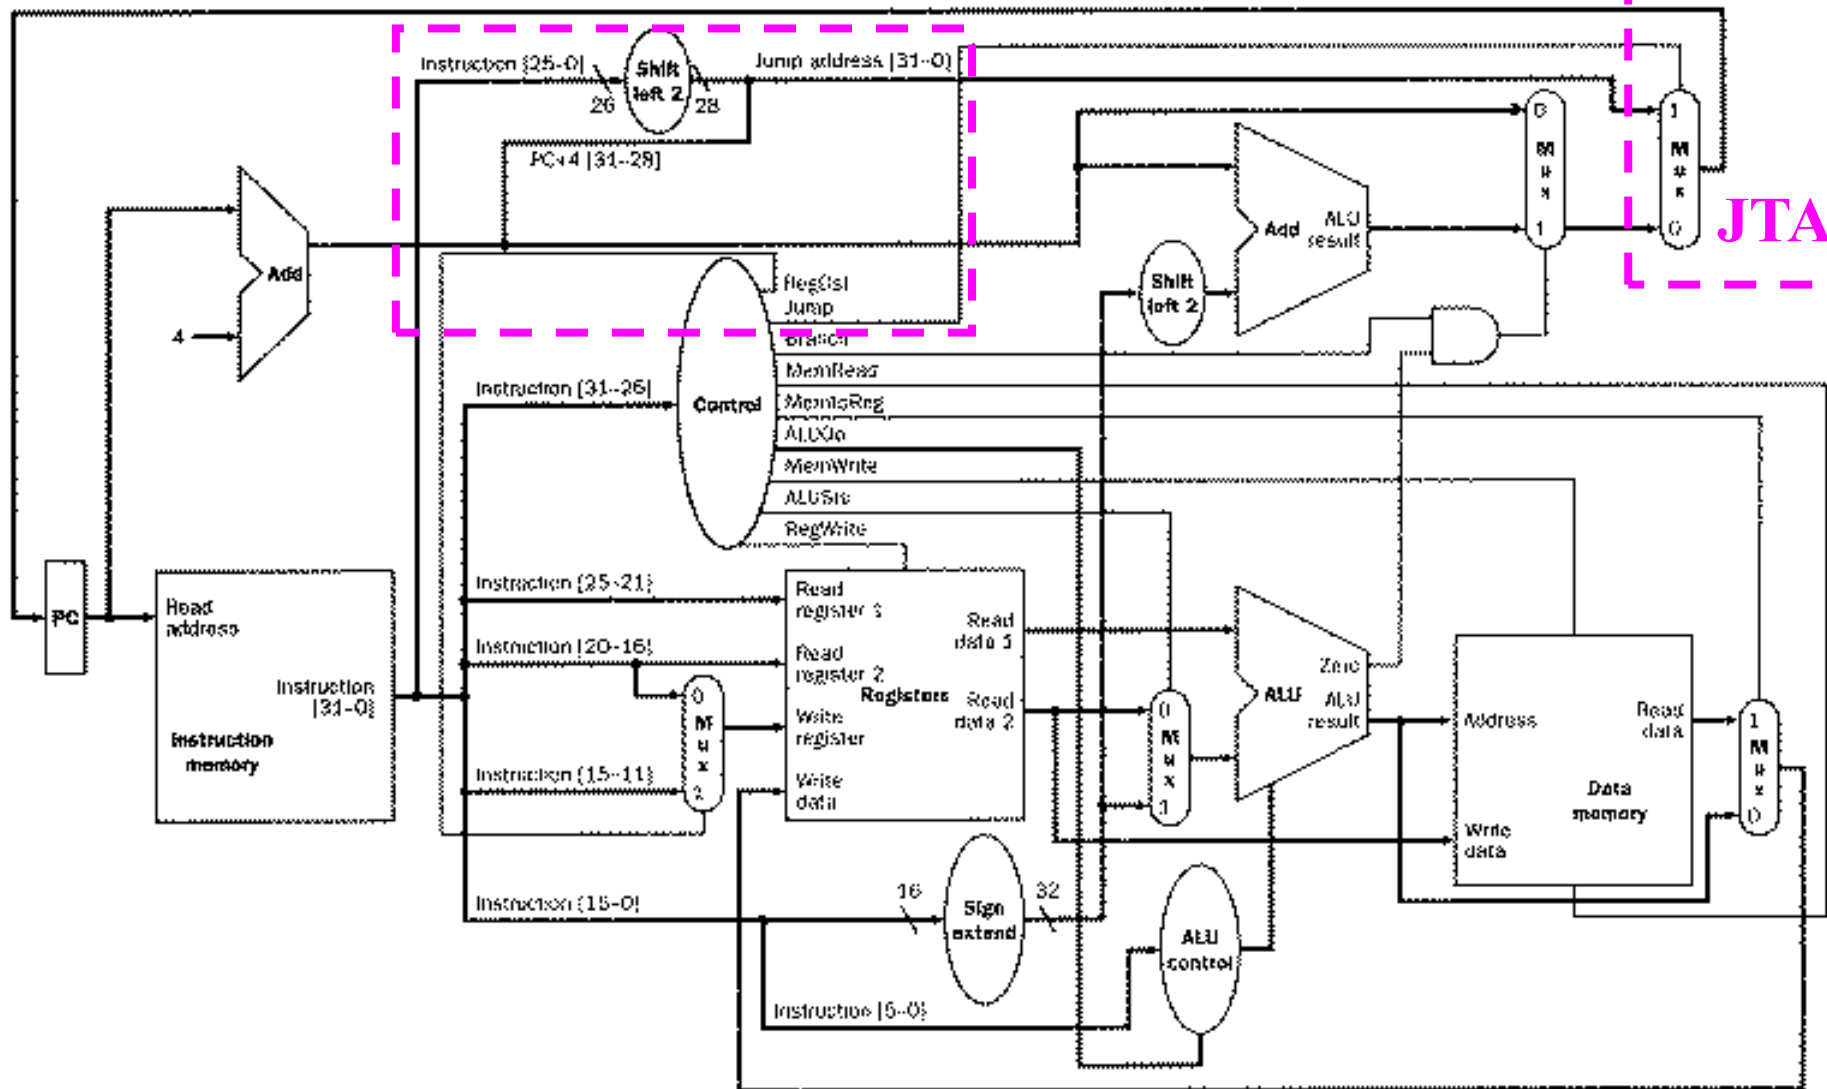 Instruction [25–0]
Shift
left 2
26
28
Jump address [31–0]
PC+4 [31–28]
Add
4
0
M
u
x
1
1
M
u
x
0
JTA
Add
ALU
result
Shift
left 2
RegDst
Jump
Branch
MemRead
MemtoReg
ALUOp
MemWrite
ALUSrc
RegWrite
Instruction [31–26]
Control
PC
Read
address
Instruction
[31–0]
Instruction
memory
Instruction [25–21]
Instruction [20–16]
Instruction [15–11]
0
M
u
x
1
Read
register 1
Read
register 2
Registers
Write
register
Write
data
Read
data 1
Read
data 2
0
M
u
x
1
Zero
ALU
ALU
result
Address
Read
data
Data
memory
Write
data
1
M
u
x
0
Instruction [15–0]
16
Sign
extend
32
ALU
control
Instruction [5–0]